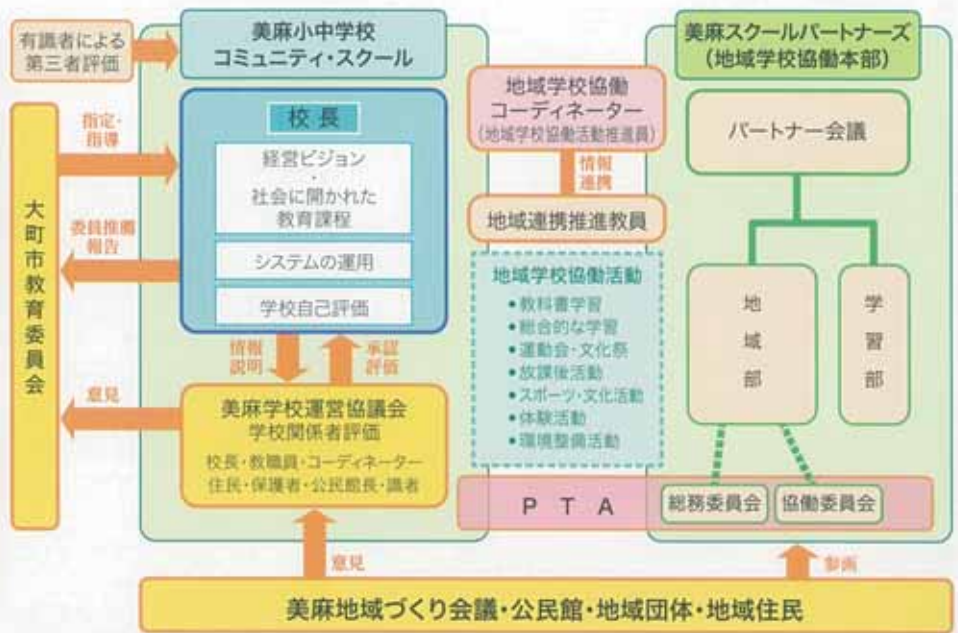 有識者による
第三者評価
美麻小中学校
コミュニティ・スクール
校長
経営ビジョン
・
社会に開かれた
教育課程
システムの運用
学校自己評価
大町市教育委員会
指定・
指導
委員推薦
報告
意見
情報
説明
承認
評価
美麻学校運営協議会
学校関係者評価
校長・教職員・コーディネーター
住民・保護者・公民館長・識者
地域学校協働
コーディネーター
(地域学校協働活動推進員)
情報
連携
地域連携推進教員
地域学校協働活動
•教科書学習
•総合的な学習
•運動会・文化祭
•放課後活動
•スポーツ・文化活動
•体験活動
•環境整備活動
美麻スクールパートナーズ
(地域学校協働本部)
パートナー会議
地域部
学習部
PTA
総務委員会
協働委員会
意見
参画
美麻地域づくり会議・公民館・地域団体・地域住民